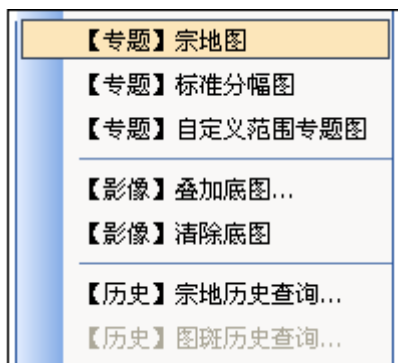 【专题】宗地图
【专题】标准分幅图
【专题】自定义范围专题图
【影像】叠加底图...
【影像】清除底图
【历史】宗地历史查询...
【历史】图斑历史查询...